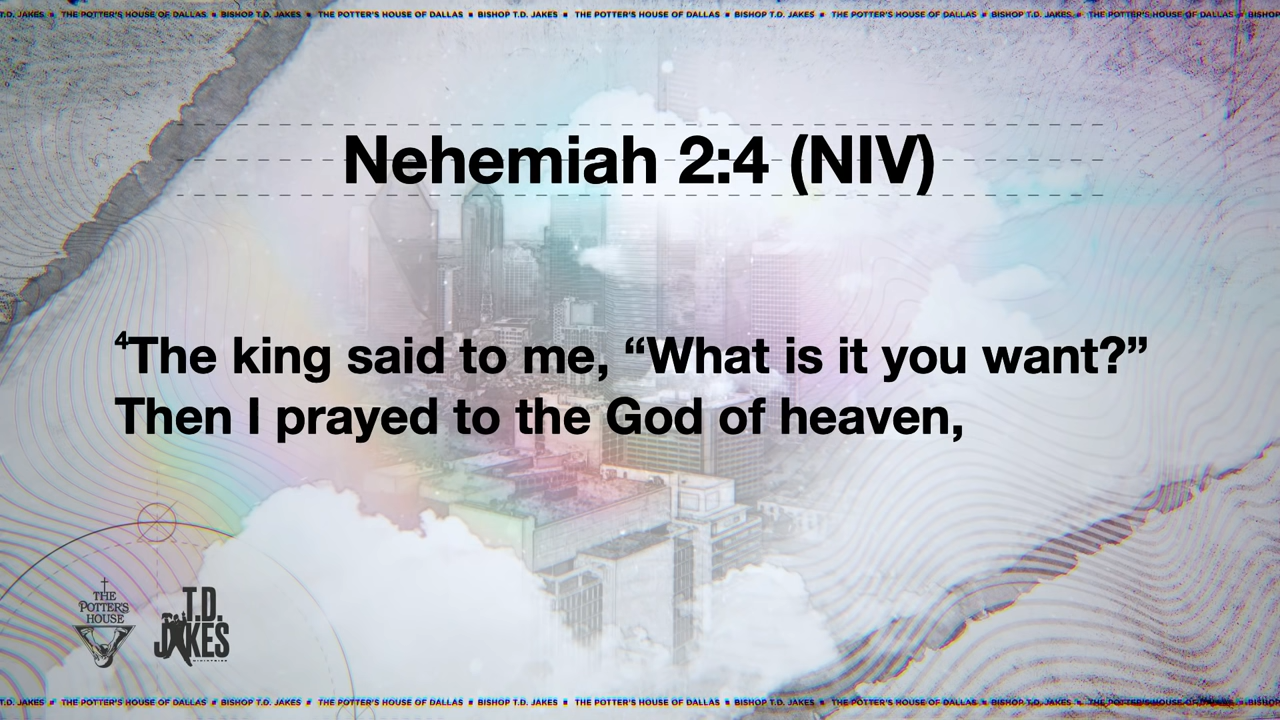 T.D. JAKES ■ THE POTTER'S HOUSE OF DALLAS ■ BISHOP T.D. JAKES ■ THE POTTER'S HOUSE OF DALLAS ■ BISHOP T.D. JAKES ■ THE POTTER'S HOUSE OF DALLAS ■ BISHOP T.D. JAKES ■ THE POTTER'S HOUSE OF DALLAS ■ BISHOP
Nehemiah 2:4 (NIV)
4The king said to me, “What is it you want?”
Then I prayed to the God of heaven,
THE
POTTER'S
HOUSE
T.D.
JAKES
MINISTRIES
T.D. JAKES ■ THE POTTER'S HOUSE OF DALLAS ■ BISHOP T.D. JAKES ■ THE POTTER'S HOUSE OF DALLAS ■ BISHOP T.D. JAKES ■ THE POTTER'S HOUSE OF DALLAS ■ BISHOP T.D. JAKES ■ THE POTTER'S HOUSE OF DALLAS ■ BISHOP